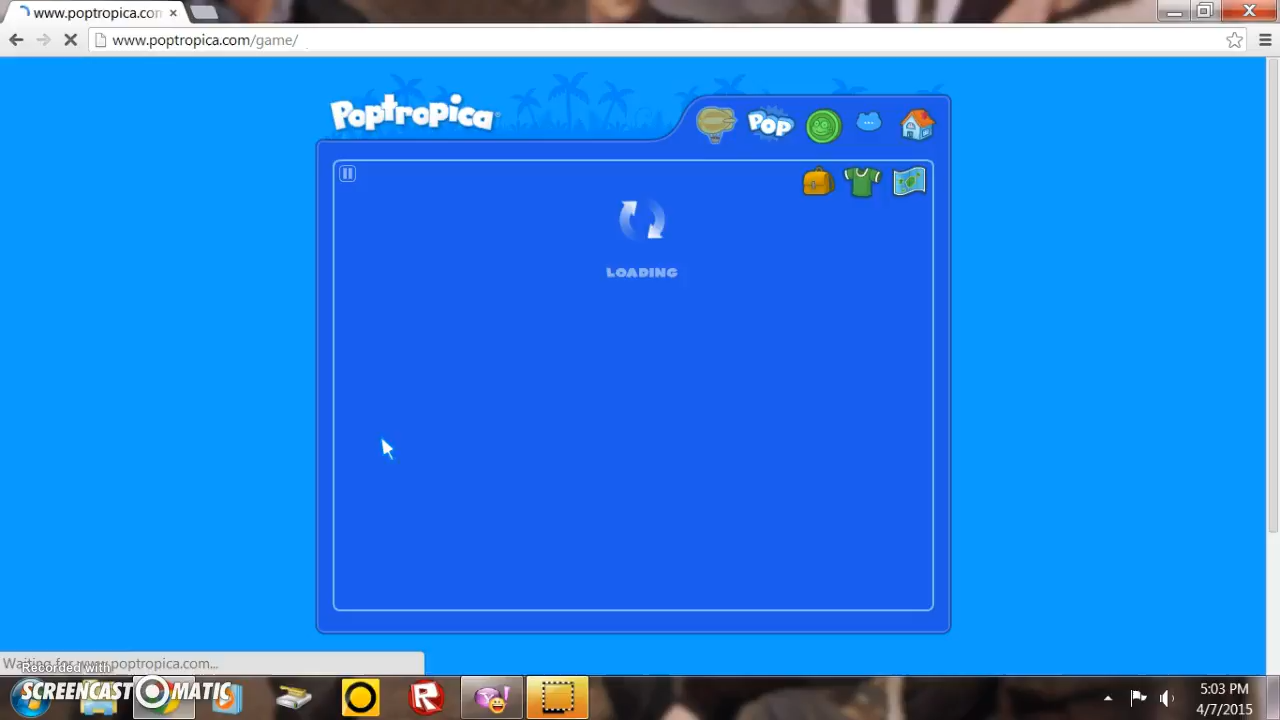 www.poptropica.com
www.poptropica.com/game/
Poptropica
POP
LOADING
Waiting for www.poptropica.com...
Recorded with
SCREENCAST MATIC
5:03 PM
4/7/2015